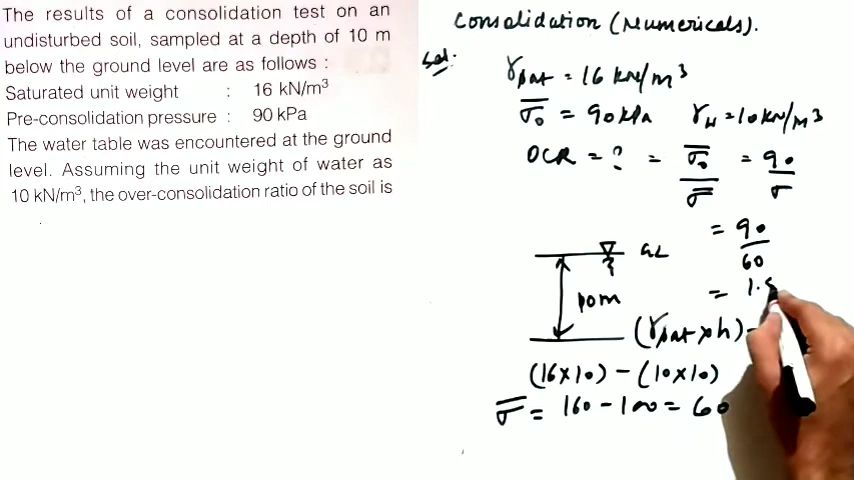 The results of a consolidation test on an
undisturbed soil, sampled at a depth of 10 m
below the ground level are as follows :
Saturated unit weight : 16 kN/m³
Pre-consolidation pressure : 90 kPa
The water table was encountered at the ground
level. Assuming the unit weight of water as
10 kN/m³, the over-consolidation ratio of the soil is
Consolidation (Numericals).
Sol:
γsat = 16 kN/m³
σ̅₀ = 90 kPa γw = 10 kN/m³
OCR = ? = σ̅₀/σ̅ = 90/σ
= 90/60
GL
= 1.5
10m
(γsat × h) -
(16×10) - (10×10)
σ̅ = 160 - 100 = 60